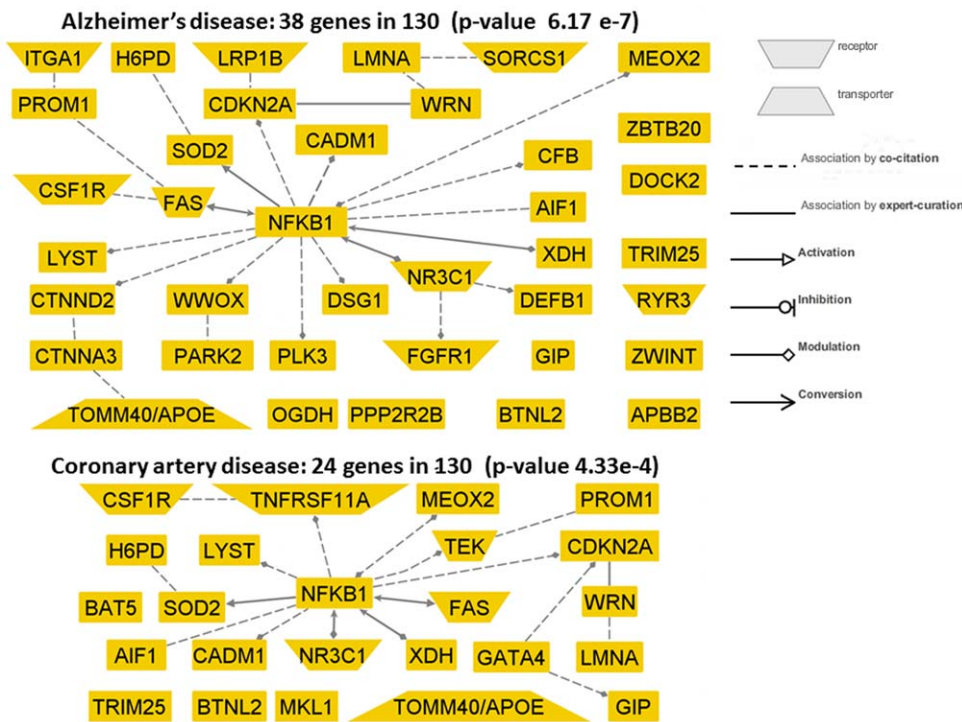 Alzheimer's disease: 38 genes in 130 (p-value 6.17 e-7)
ITGA1 H6PD LRP1B LMNA SORCS1 MEOX2
PROM1 CDKN2A WRN
ZBTB20
SOD2 CADM1 CFB
DOCK2
CSF1R FAS AIF1
NFKB1
LYST XDH TRIM25
NR3C1
CTNND2 WWOX DSG1 DEFB1 RYR3
CTNNA3 PARK2 PLK3 FGFR1 GIP ZWINT
TOMM40/APOE OGDH PPP2R2B BTNL2 APBB2
receptor
transporter
Association by co-citation
Association by expert-curation
Activation
Inhibition
Modulation
Conversion
Coronary artery disease: 24 genes in 130 (p-value 4.33e-4)
CSF1R TNFRSF11A MEOX2 PROM1
H6PD LYST TEK CDKN2A
NFKB1
BAT5 SOD2 FAS WRN
AIF1 CADM1 NR3C1 XDH GATA4 LMNA
TRIM25 BTNL2 MKL1 TOMM40/APOE GIP